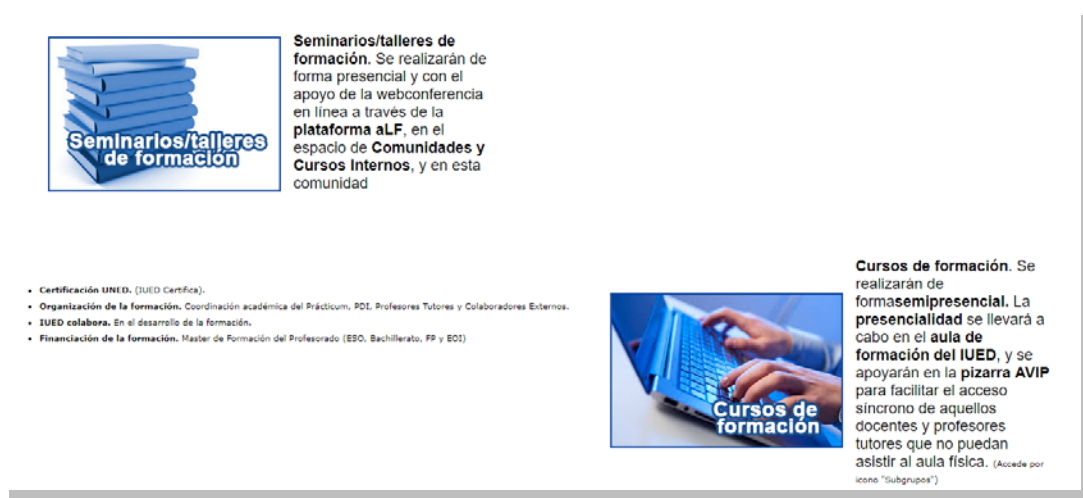 Seminarios/talleres
de formación
Seminarios/talleres de
formación. Se realizarán de
forma presencial y con el
apoyo de la webconferencia
en línea a través de la
plataforma aLF, en el
espacio de Comunidades y
Cursos Internos, y en esta
comunidad
• Certificación UNED. (IUED Certifica).
• Organización de la formación. Coordinación académica del Prácticum, PDI, Profesores Tutores y Colaboradores Externos.
• IUED colabora. En el desarrollo de la formación.
• Financiación de la formación. Master de Formación del Profesorado (ESO, Bachillerato, FP y EOI)
Cursos de
formación
Cursos de formación. Se
realizarán de
formasemipresencial. La
presencialidad se llevará a
cabo en el aula de
formación del IUED, y se
apoyarán en la pizarra AVIP
para facilitar el acceso
síncrono de aquellos
docentes y profesores
tutores que no puedan
asistir al aula física. (Accede por
icono "Subgrupos")